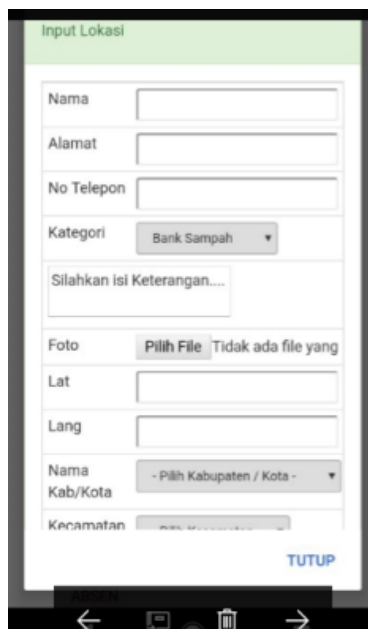 Input Lokasi
Nama
Alamat
No Telepon
Kategori Bank Sampah
Silahkan isi Keterangan....
Foto Pilih File Tidak ada file yang
Lat
Lang
Nama Kab/Kota - Pilih Kabupaten / Kota -
Kecamatan
TUTUP
ABSEN